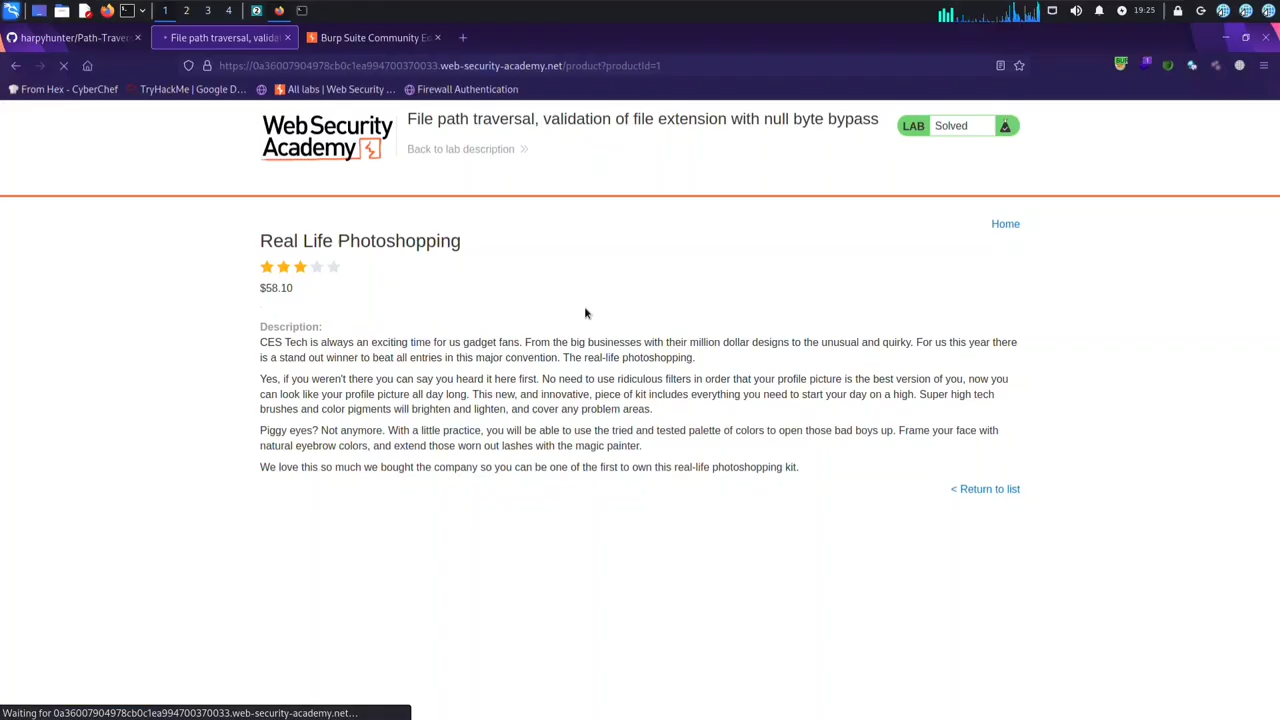 1 2 3 4
19:25
harpyhunter/Path-Traver
File path traversal, valida
Burp Suite Community Ed
https://0a36007904978cb0c1ea994700370033.web-security-academy.net/product?productId=1
From Hex - CyberChef
TryHackMe | Google D...
All labs | Web Security ...
Firewall Authentication
Web Security
Academy
File path traversal, validation of file extension with null byte bypass
Back to lab description
LAB Solved
Home
Real Life Photoshopping
$58.10
Description:
CES Tech is always an exciting time for us gadget fans. From the big businesses with their million dollar designs to the unusual and quirky. For us this year there
is a stand out winner to beat all entries in this major convention. The real-life photoshopping.
Yes, if you weren't there you can say you heard it here first. No need to use ridiculous filters in order that your profile picture is the best version of you, now you
can look like your profile picture all day long. This new, and innovative, piece of kit includes everything you need to start your day on a high. Super high tech
brushes and color pigments will brighten and lighten, and cover any problem areas.
Piggy eyes? Not anymore. With a little practice, you will be able to use the tried and tested palette of colors to open those bad boys up. Frame your face with
natural eyebrow colors, and extend those worn out lashes with the magic painter.
We love this so much we bought the company so you can be one of the first to own this real-life photoshopping kit.
< Return to list
Waiting for 0a36007904978cb0c1ea994700370033.web-security-academy.net...